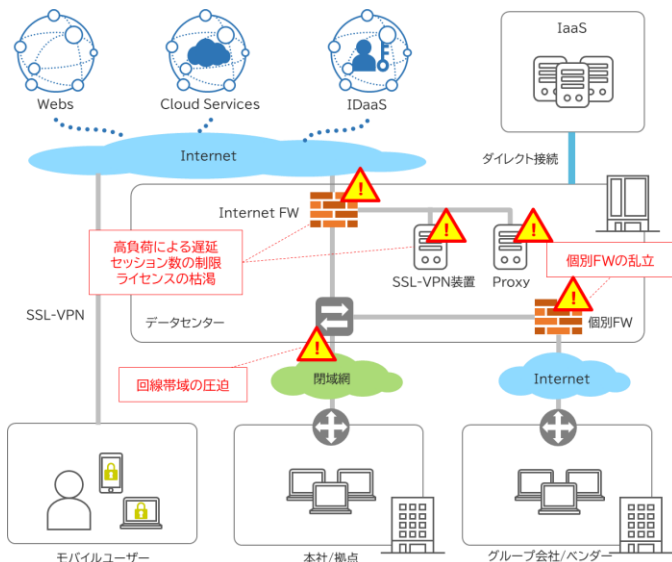 IaaS
Webs
Cloud Services
IDaaS
Internet
ダイレクト接続
Internet FW
高負荷による遅延
セッション数の制限
ライセンスの枯渇
SSL-VPN装置
Proxy
個別FWの乱立
SSL-VPN
データセンター
個別FW
回線帯域の圧迫
閉域網
Internet
モバイルユーザー
本社/拠点
グループ会社/ベンダー